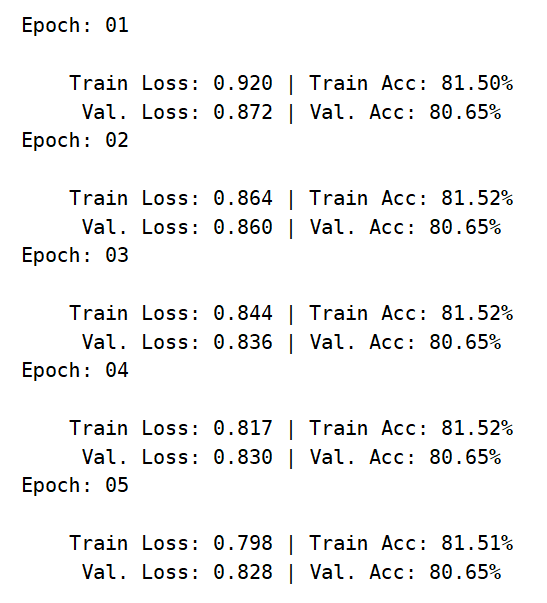 Epoch: 01
Train Loss: 0.920 | Train Acc: 81.50%
Val. Loss: 0.872 | Val. Acc: 80.65%
Epoch: 02
Train Loss: 0.864 | Train Acc: 81.52%
Val. Loss: 0.860 | Val. Acc: 80.65%
Epoch: 03
Train Loss: 0.844 | Train Acc: 81.52%
Val. Loss: 0.836 | Val. Acc: 80.65%
Epoch: 04
Train Loss: 0.817 | Train Acc: 81.52%
Val. Loss: 0.830 | Val. Acc: 80.65%
Epoch: 05
Train Loss: 0.798 | Train Acc: 81.51%
Val. Loss: 0.828 | Val. Acc: 80.65%